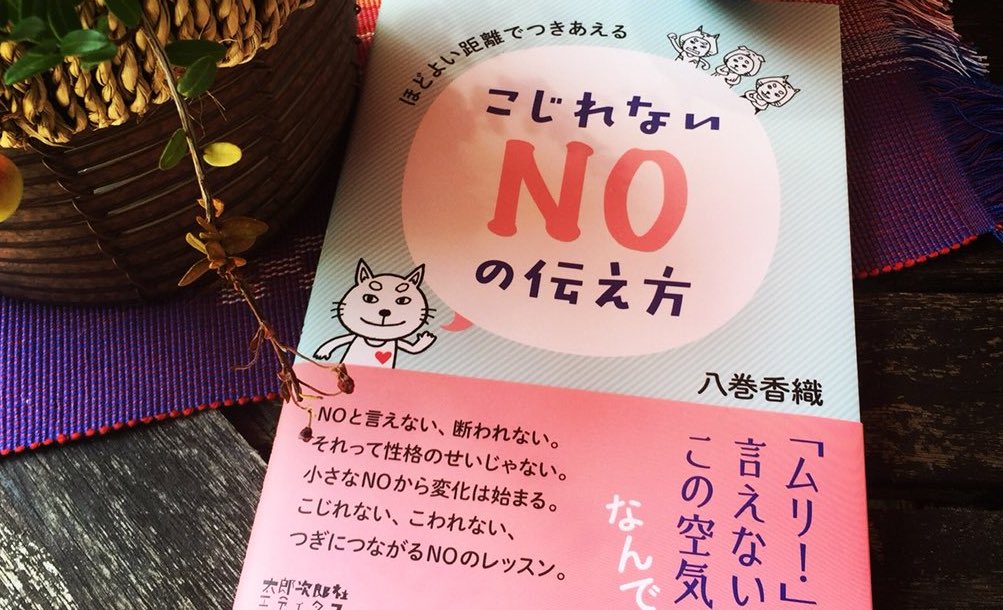 ほどよい距離でつきあえる
こじれない
NO
の伝え方
八巻香織
「ムリ!」
言えない
この空気
なんで
NOと言えない、断われない。
それって性格のせいじゃない。
小さなNOから変化は始まる。
こじれない、こわれない、
つぎにつながるNOのレッスン。
太郎次郎社
エディタス